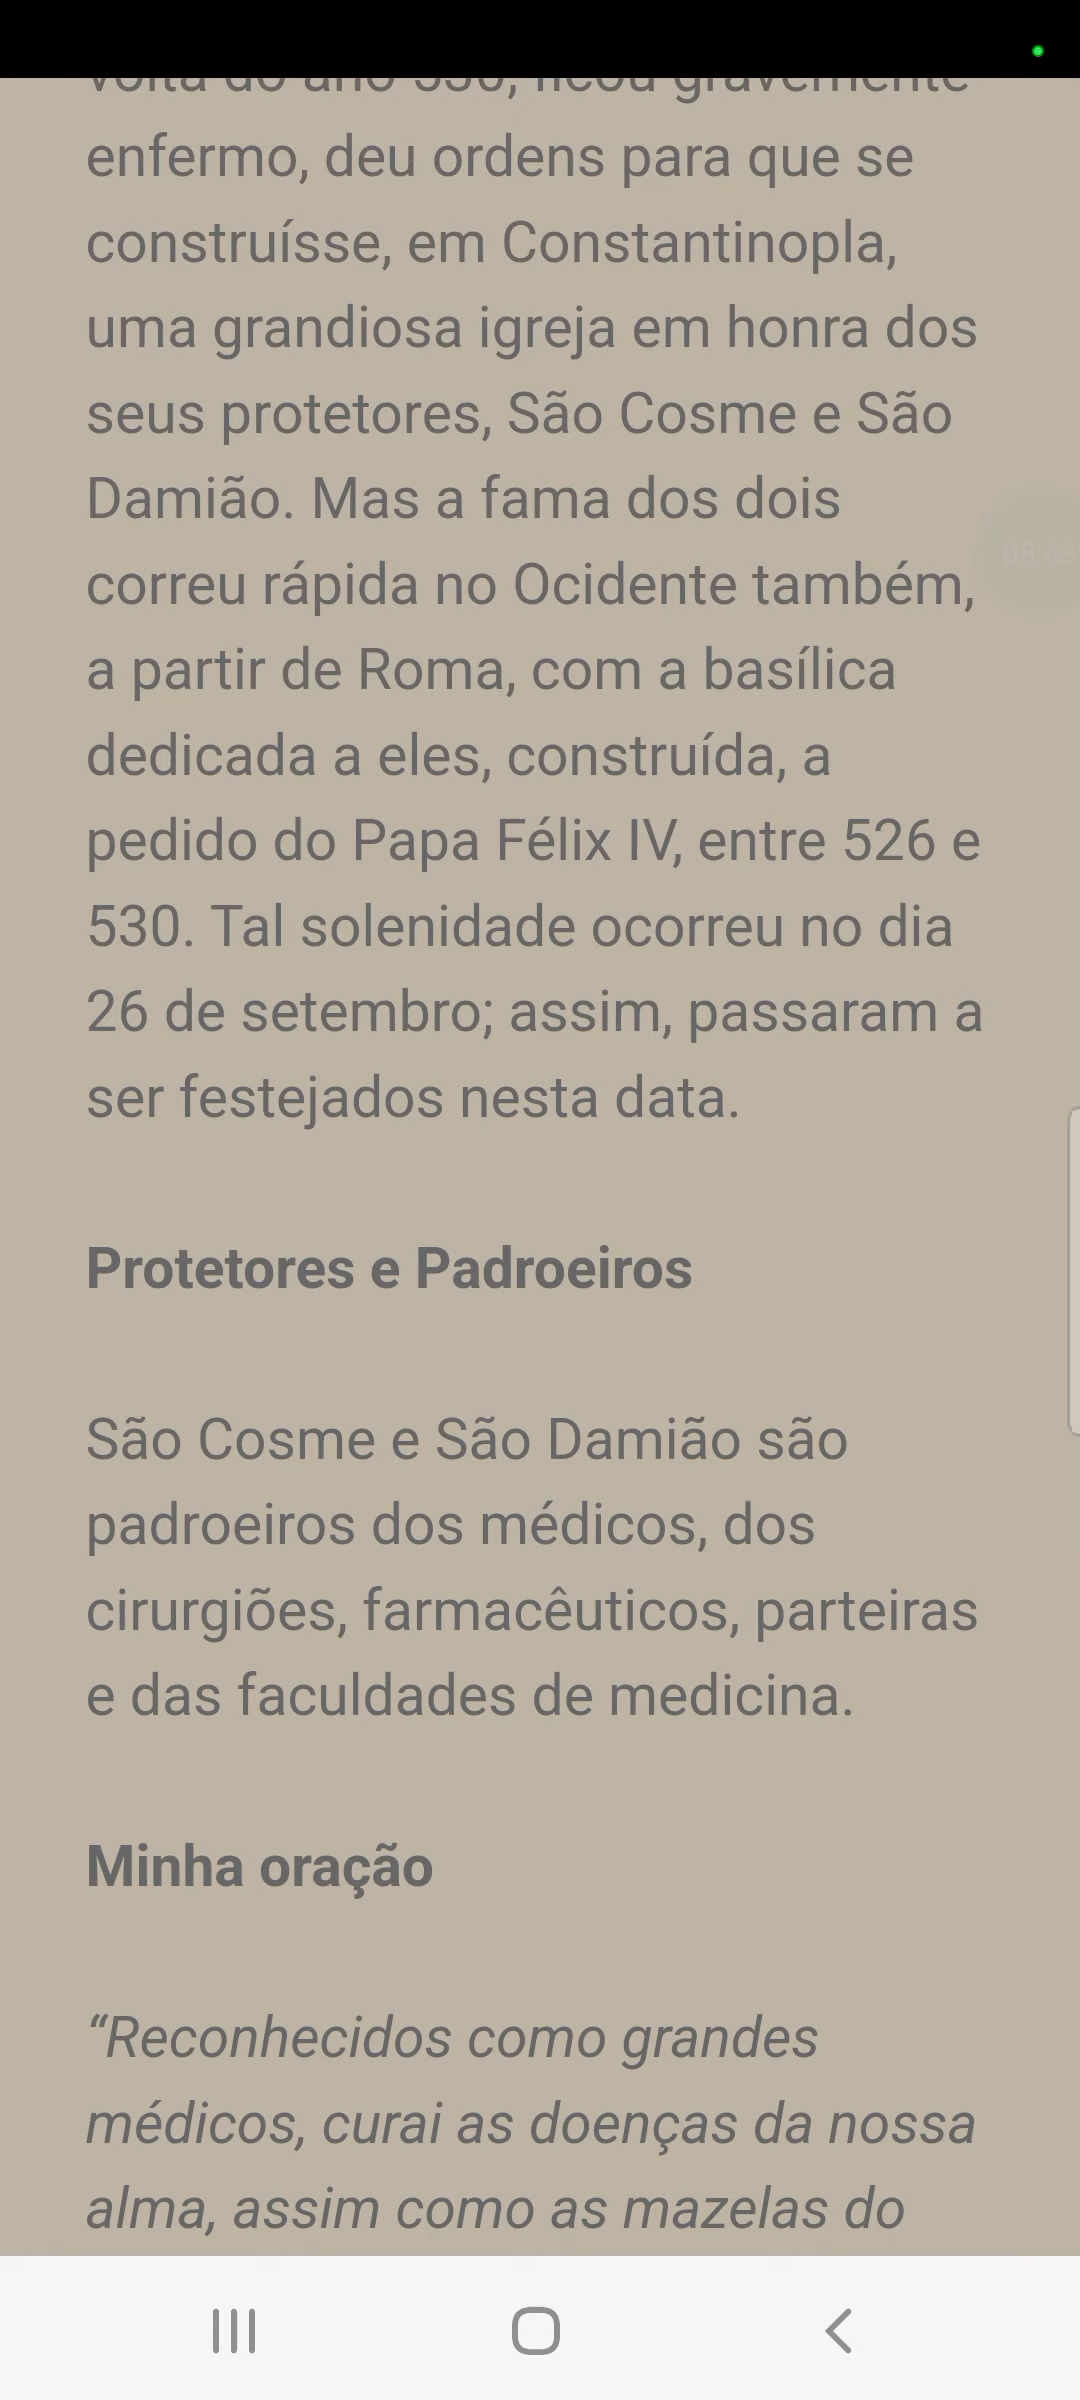 enfermo, deu ordens para que se
construísse, em Constantinopla,
uma grandiosa igreja em honra dos
seus protetores, São Cosme e São
Damião. Mas a fama dos dois
correu rápida no Ocidente também,
a partir de Roma, com a basílica
dedicada a eles, construída, a
pedido do Papa Félix IV, entre 526 e
530. Tal solenidade ocorreu no dia
26 de setembro; assim, passaram a
ser festejados nesta data.
Protetores e Padroeiros
São Cosme e São Damião são
padroeiros dos médicos, dos
cirurgiões, farmacêuticos, parteiras
e das faculdades de medicina.
Minha oração
“Reconhecidos como grandes
médicos, curai as doenças da nossa
alma, assim como as mazelas do